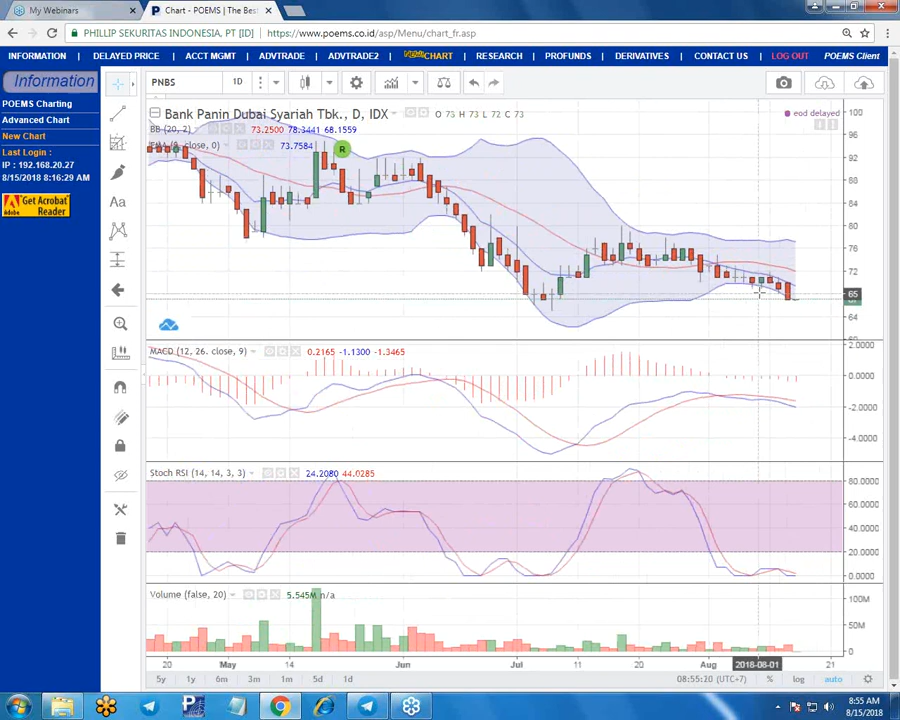 My Webinars
Chart - POEMS | The Bes
PHILLIP SEKURITAS INDONESIA. PT [ID]
https://www.poems.co.id/asp/Menu/chart_fr.asp
INFORMATION | DELAYED PRICE | ACCT MGMT | ADVTRADE | ADVTRADE2 | CHART | RESEARCH | PROFUNDS | DERIVATIVES | CONTACT US | LOG OUT POEMS Client
Information
POEMS Charting
Advanced Chart
New Chart
Last Login :
IP : 192.168.20.27
8/15/2018 8:16:29 AM
Get Acrobat Reader
Adobe
PNBS
1D
Bank Panin Dubai Syariah Tbk., D, IDX
O 73 H 73 L 72 C 73
eod delayed
BB (20, 2) 73.2500 78.3441 68.1559
EMA (9, close, 0) 73.7584
R
Aa
100
96
92
88
84
80
76
72
65
64
MACD (12, 26, close, 9) 0.2165 -1.1300 -1.3465
2.0000
0.0000
-2.0000
-4.0000
Stoch RSI (14, 14, 3, 3) 24.2080 44.0285
80.0000
60.0000
40.0000
20.0000
0.0000
Volume (false, 20) 5.545M n/a
100M
50M
0
20 May 14 Jun Jul 11 20 Aug 2018-08-01 21
5y 1y 6m 3m 1m 5d 1d
08:55:20 (UTC+7) % log auto
8:55 AM
8/15/2018